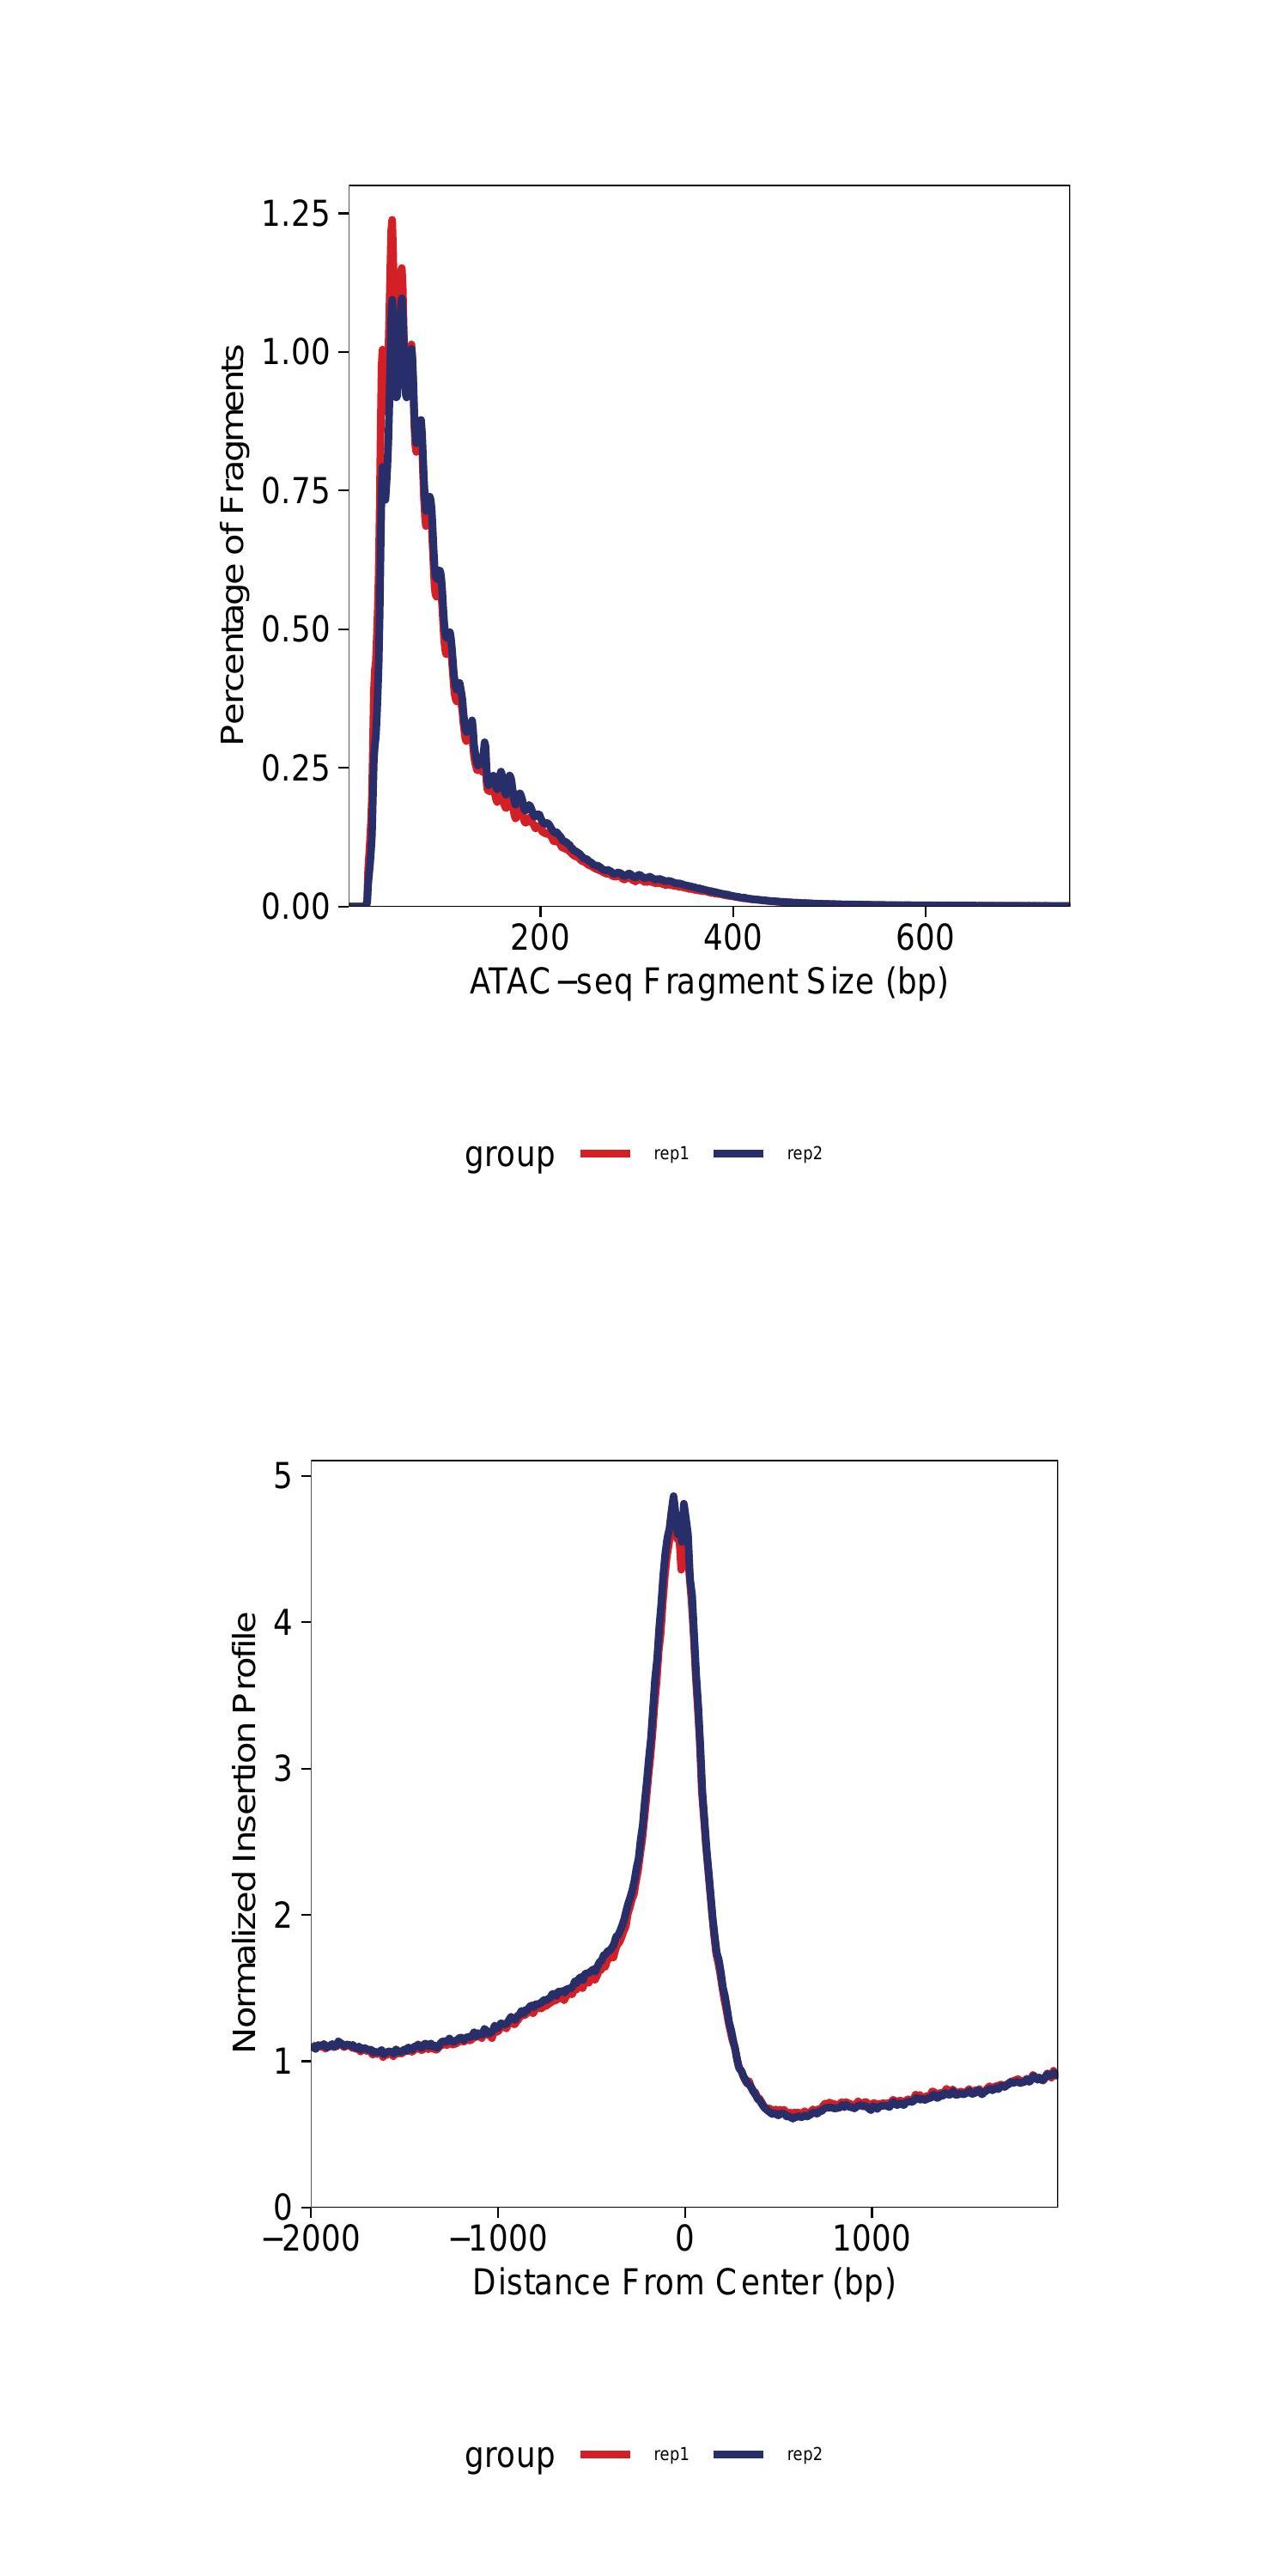 1.25
1.00
0.75
0.50
0.25
0.00
Percentage of Fragments
200 400 600
ATAC−seq Fragment Size (bp)
group rep1 rep2
5
4
3
2
1
0
Normalized Insertion Profile
−2000 −1000 0 1000
Distance From Center (bp)
group rep1 rep2